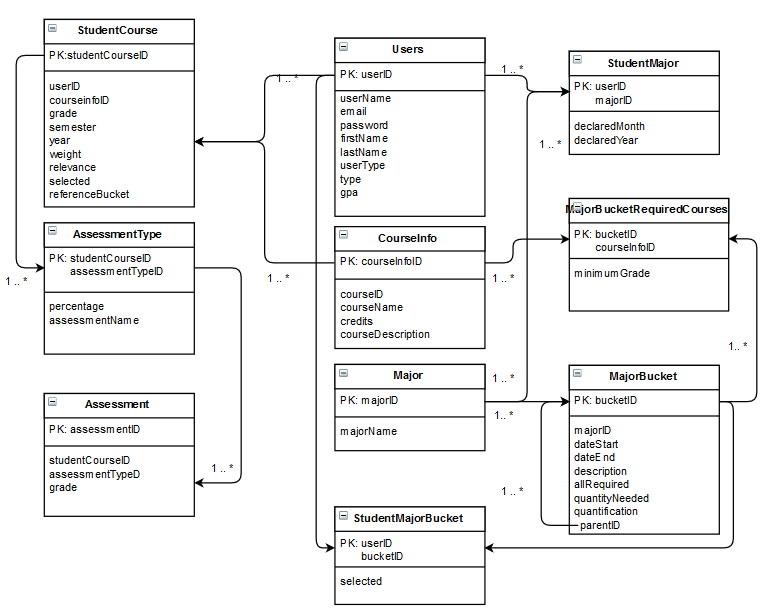 StudentCourse
PK:studentCourseID
userID
courseinfoID
grade
semester
year
weight
relevance
selected
referenceBucket
Users
PK: userID
userName
email
password
firstName
lastName
userType
type
gpa
StudentMajor
PK: userID
majorID
declaredMonth
declaredYear
1 .. *
1 .. *
1 .. *
AssessmentType
PK: studentCourseID
assessmentTypeID
percentage
assessmentName
1 .. *
CourseInfo
PK: courseInfoID
courseID
courseName
credits
courseDescription
1 .. *
1 .. *
MajorBucketRequiredCourses
PK: bucketID
courseInfoID
minimumGrade
1.. *
Assessment
PK: assessmentID
studentCourseID
assessmentTypeD
grade
1 .. *
Major
PK: majorID
majorName
1 .. *
1.. *
MajorBucket
PK: bucketID
majorID
dateStart
dateEnd
description
allRequired
quantityNeeded
quantification
parentID
1 .. *
StudentMajorBucket
PK: userID
bucketID
selected